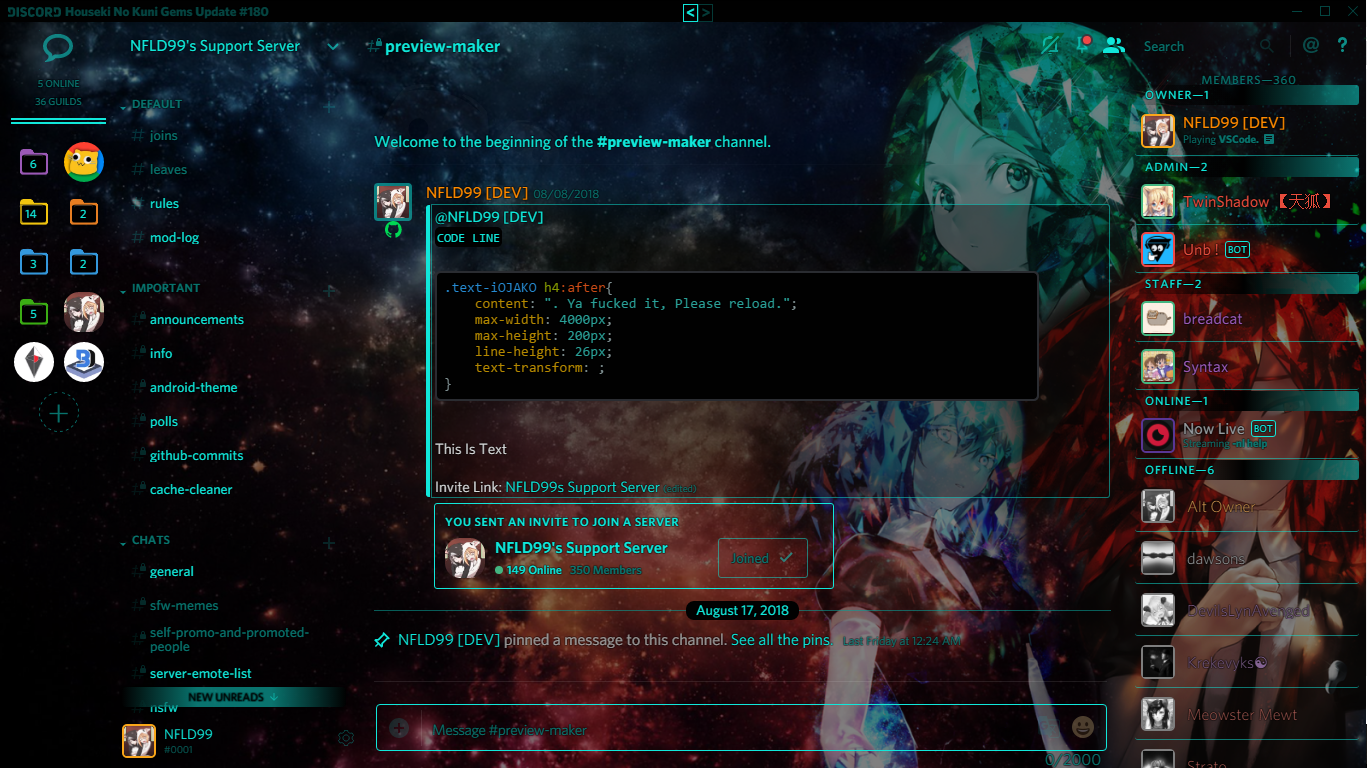 DISCORD Houseki No Kuni Gems Update #180
< >
5 ONLINE
36 GUILDS
6
14
2
3
2
5
NFLD99's Support Server
DEFAULT
joins
leaves
rules
mod-log
IMPORTANT
announcements
info
android-theme
polls
github-commits
cache-cleaner
CHATS
general
sfw-memes
self-promo-and-promoted-
people
server-emote-list
NEW UNREADS ↓
nsfw
NFLD99
#0001
#preview-maker
Search
@ ?
Welcome to the beginning of the #preview-maker channel.
NFLD99 [DEV] 08/08/2018
@NFLD99 [DEV]
CODE LINE
.text-iOJAKO h4:after{
content: ". Ya fucked it, Please reload.";
max-width: 4000px;
max-height: 200px;
line-height: 26px;
text-transform: ;
}
This Is Text
Invite Link: NFLD99s Support Server (edited)
YOU SENT AN INVITE TO JOIN A SERVER
NFLD99's Support Server
149 Online 350 Members
Joined
August 17, 2018
NFLD99 [DEV] pinned a message to this channel. See all the pins. Last Friday at 12:24 AM
Message #preview-maker
0/2000
MEMBERS—360
OWNER—1
NFLD99 [DEV]
Playing VSCode.
ADMIN—2
TwinShadow 【天狐】
Unb ! BOT
STAFF—2
breadcat
Syntax
ONLINE—1
Now Live BOT
Streaming -nl help
OFFLINE—6
Alt Owner
dawsons
DevilsLynAvenged
Krekeyyks☯
Meowster Mewt
Strate